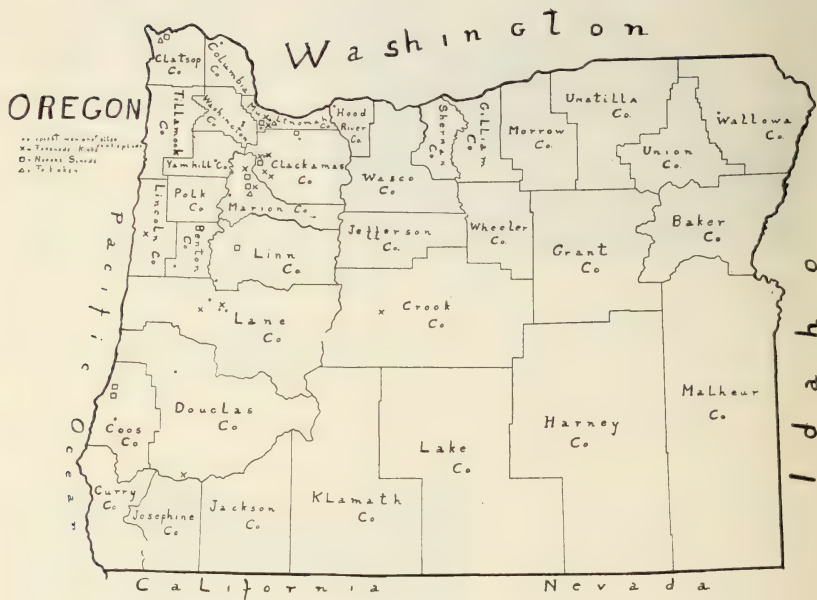 Washington
OREGON
Pacific Ocean
Idaho
California
Nevada
Clatsop Co
Columbia Co
Tillamook Co
Washington Co
Multnomah Co
Hood River Co
Sherman Co
Gilliam Co
Morrow Co.
Umatilla Co.
Union Co.
Wallowa Co.
Yamhill Co
Clackamas Co
Wasco Co.
Polk Co
Marion Co
Lincoln Co
Benton Co
Linn Co
Jefferson Co.
Wheeler Co.
Grant Co
Baker Co
Lane Co
Crook Co
Coos Co
Douglas Co
Lake Co
Harney Co
Malheur Co
Curry Co
Josephine Co
Jackson Co
KLamath Co